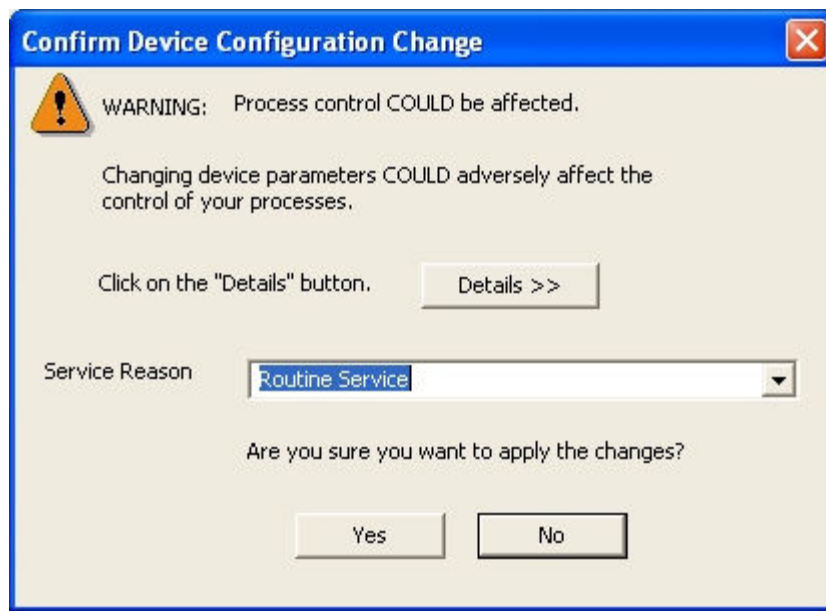 Confirm Device Configuration Change
WARNING: Process control COULD be affected.
Changing device parameters COULD adversely affect the
control of your processes.
Click on the "Details" button. Details >>
Service Reason Routine Service
Are you sure you want to apply the changes?
Yes No